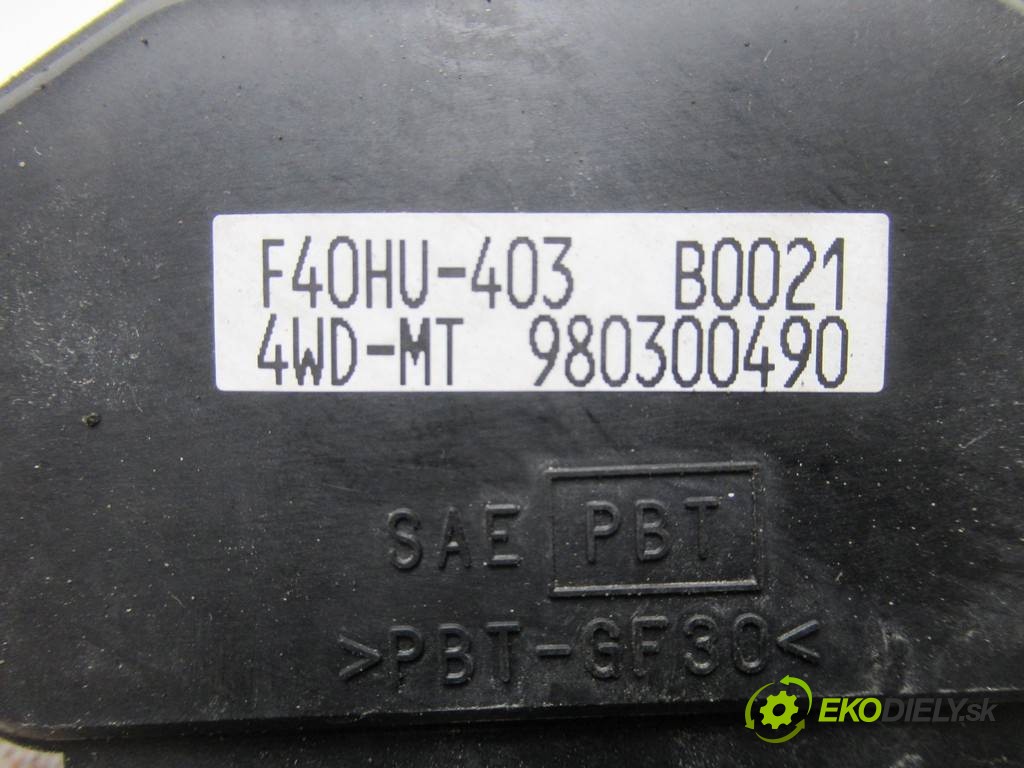 F40HU-403 B0021
4WD-MT 980300490
SAE PBT
>PBT-GF30<
EKODIELY.sk